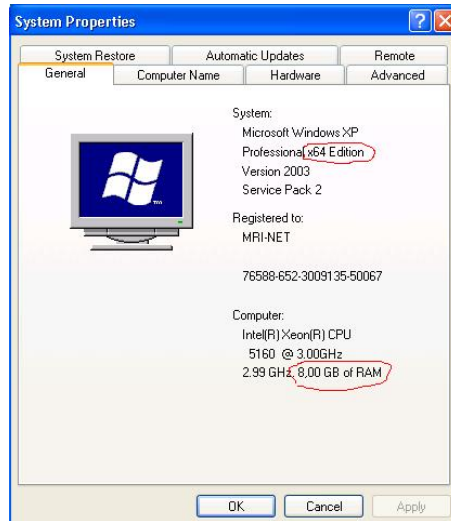 System Properties
System Restore Automatic Updates Remote
General Computer Name Hardware Advanced
System:
Microsoft Windows XP
Professional x64 Edition
Version 2003
Service Pack 2
Registered to:
MRI-NET
76588-652-3009135-50067
Computer:
Intel(R) Xeon(R) CPU
5160 @ 3.00GHz
2.99 GHz, 8,00 GB of RAM
OK Cancel Apply